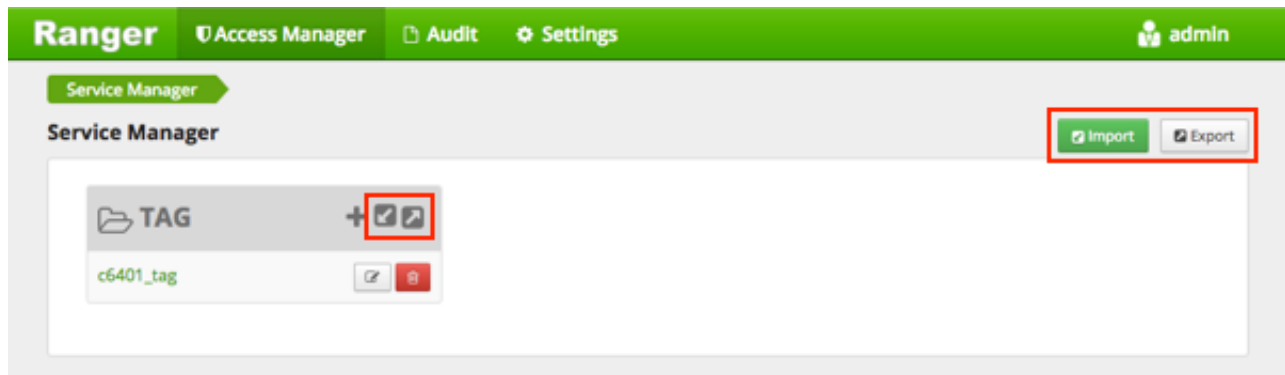 Ranger Access Manager Audit Settings admin
Service Manager
Service Manager
Import Export
TAG
c6401_tag